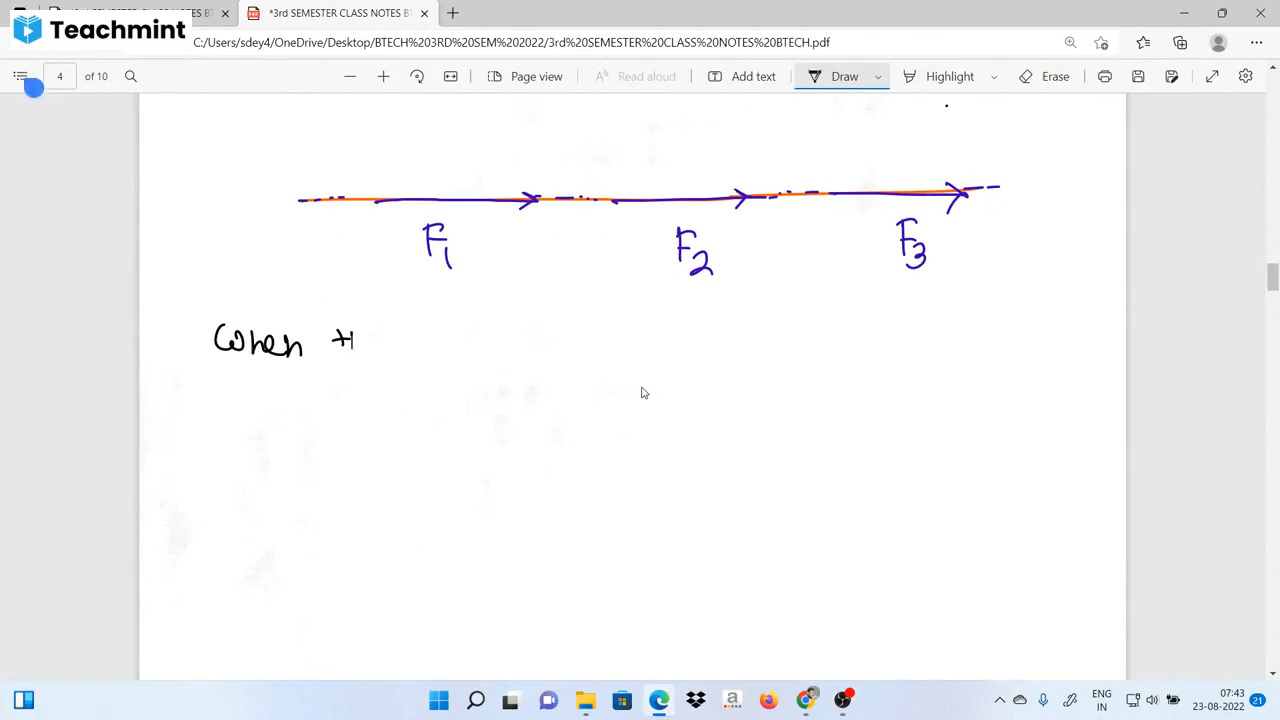 *3rd SEMESTER CLASS NOTES BT
Teachmint
C:/Users/sdey4/OneDrive/Desktop/BTECH%203RD%20SEM%202022/3rd%20SEMESTER%20CLASS%20NOTES%20BTECH.pdf
4 of 10
Page view
Read aloud
Add text
Draw
Highlight
Erase
F1 F2 F3
When
ENG
IN
07:43
23-08-2022
21